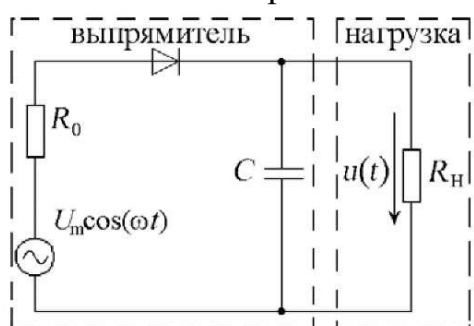 выпрямитель
нагрузка
R₀
C
u(t)
Rн
Uₘcos(ωt)